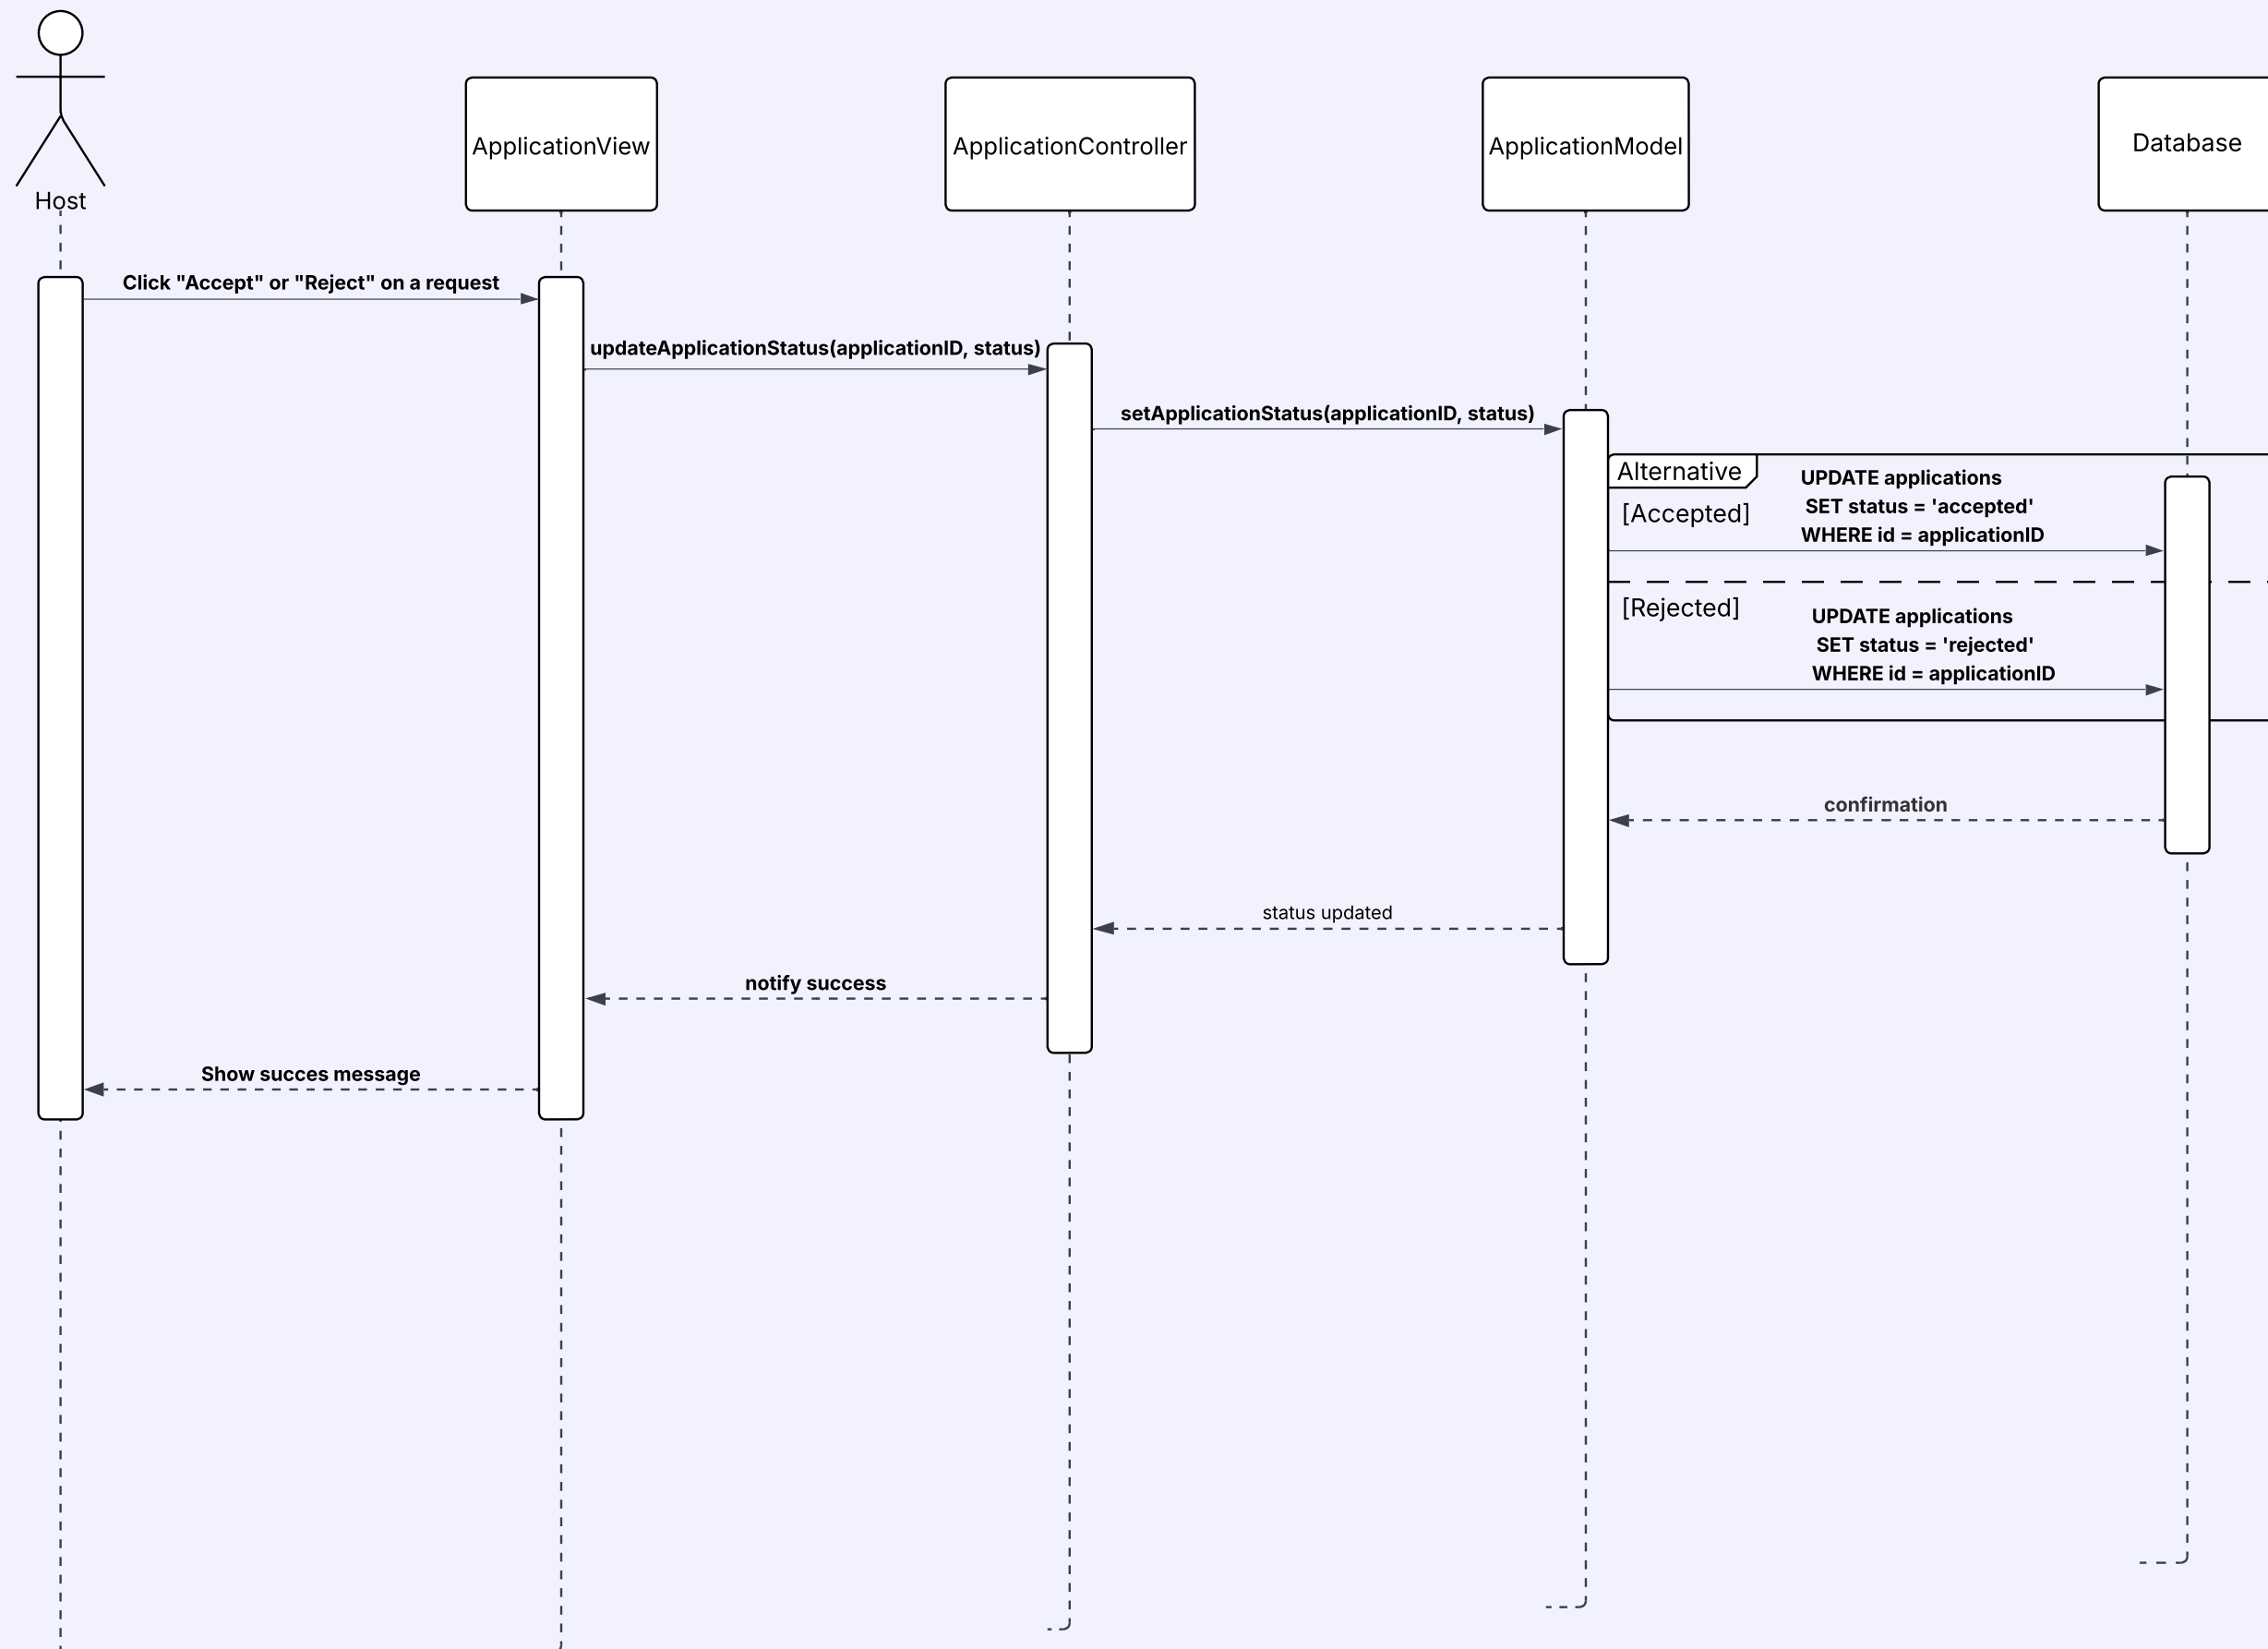 Host
ApplicationView
ApplicationController
ApplicationModel
Database
Click "Accept" or "Reject" on a request
updateApplicationStatus(applicationID, status)
setApplicationStatus(applicationID, status)
Alternative
[Accepted]
UPDATE applications
SET status = 'accepted'
WHERE id = applicationID
[Rejected]
UPDATE applications
SET status = 'rejected'
WHERE id = applicationID
confirmation
status updated
notify success
Show succes message